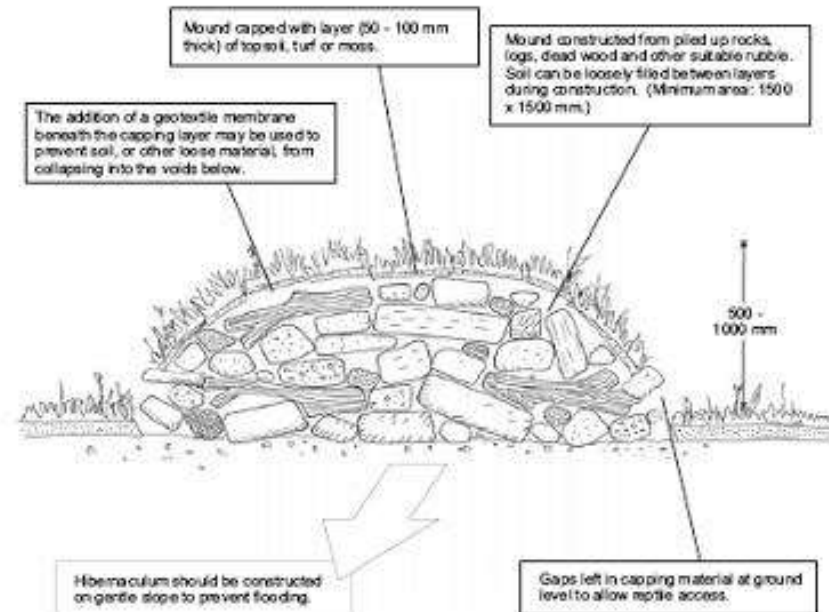 Mound capped with layer (50 - 100 mm
thick) of topsoil, turf or moss.
Mound constructed from piled up rocks,
logs, dead wood and other suitable rubble.
Soil can be loosely filled between layers
during construction. (Minimum area: 1500
x 1500 mm.)
The addition of a geotextile membrane
beneath the capping layer may be used to
prevent soil, or other loose material, from
collapsing into the voids below.
500 -
1000 mm
Hibernaculum should be constructed
on gentle slope to prevent flooding.
Gaps left in capping material at ground
level to allow reptile access.